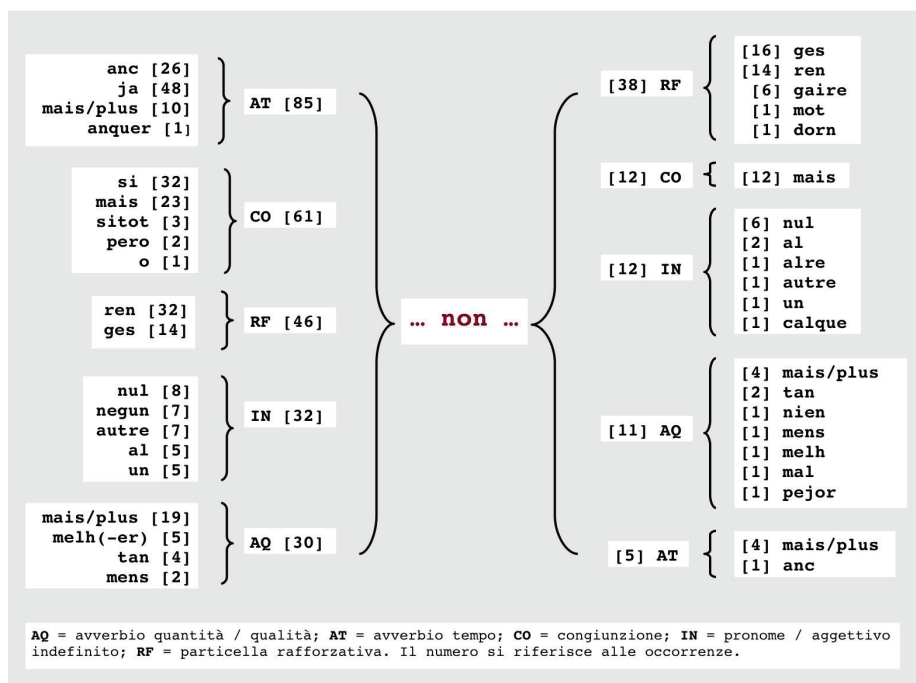 anc [26]
ja [48]
mais/plus [10]
anquer [1]
AT [85]
si [32]
mais [23]
sitot [3]
pero [2]
o [1]
CO [61]
ren [32]
ges [14]
RF [46]
nul [8]
negun [7]
autre [7]
al [5]
un [5]
IN [32]
mais/plus [19]
melh(-er) [5]
tan [4]
mens [2]
AQ [30]
… non …
[38] RF
[16] ges
[14] ren
[6] gaire
[1] mot
[1] dorn
[12] CO
[12] mais
[12] IN
[6] nul
[2] al
[1] alre
[1] autre
[1] un
[1] calque
[11] AQ
[4] mais/plus
[2] tan
[1] nien
[1] mens
[1] melh
[1] mal
[1] pejor
[5] AT
[4] mais/plus
[1] anc
AQ = avverbio quantità / qualità; AT = avverbio tempo; CO = congiunzione; IN = pronome / aggettivo
indefinito; RF = particella rafforzativa. Il numero si riferisce alle occorrenze.